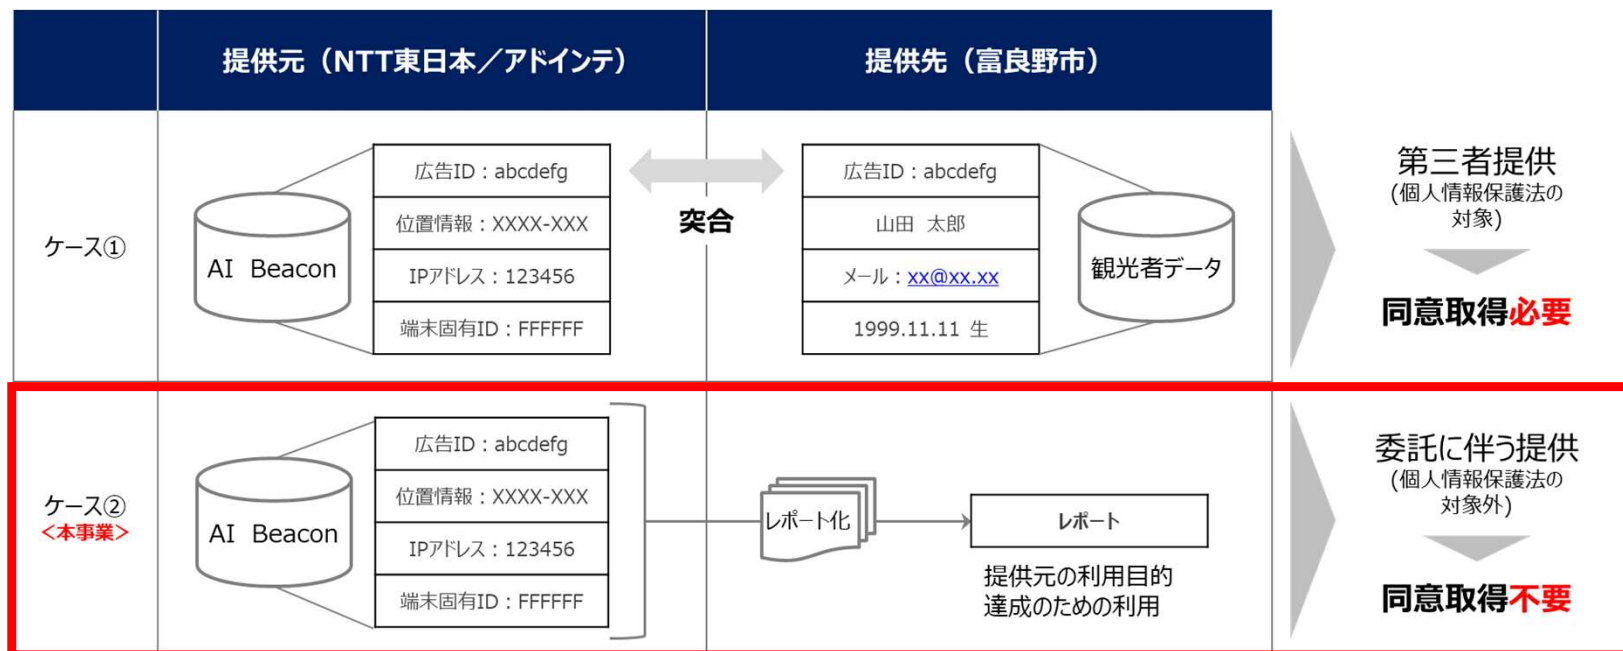 提供元（NTT東日本／アドインテ）
提供先（富良野市）
ケース①
AI Beacon
広告ID：abcdefg
位置情報：XXXX-XXX
IPアドレス：123456
端末固有ID：FFFFFF
突合
広告ID：abcdefg
山田 太郎
メール：xx@xx.xx
1999.11.11 生
観光者データ
第三者提供
(個人情報保護法の
対象)
同意取得必要
ケース②
<本事業>
AI Beacon
広告ID：abcdefg
位置情報：XXXX-XXX
IPアドレス：123456
端末固有ID：FFFFFF
レポート化
レポート
提供元の利用目的
達成のための利用
委託に伴う提供
(個人情報保護法の
対象外)
同意取得不要